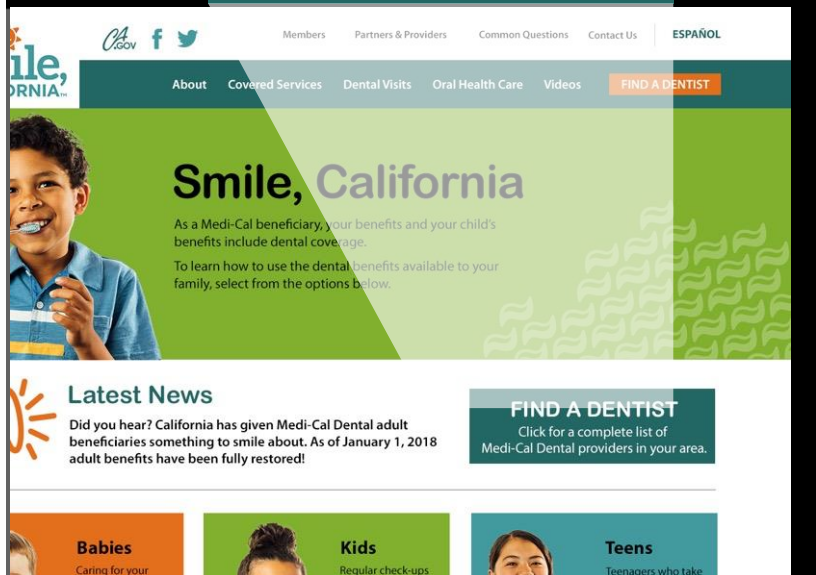 CA.GOV
Members Partners & Providers Common Questions Contact Us ESPAÑOL
ile,
ORNIA™
About Covered Services Dental Visits Oral Health Care Videos FIND A DENTIST
Smile, California
As a Medi-Cal beneficiary, your benefits and your child's
benefits include dental coverage.
To learn how to use the dental benefits available to your
family, select from the options below.
Latest News
Did you hear? California has given Medi-Cal Dental adult
beneficiaries something to smile about. As of January 1, 2018
adult benefits have been fully restored!
FIND A DENTIST
Click for a complete list of
Medi-Cal Dental providers in your area.
Babies
Caring for your
Kids
Regular check-ups
Teens
Teenagers who take